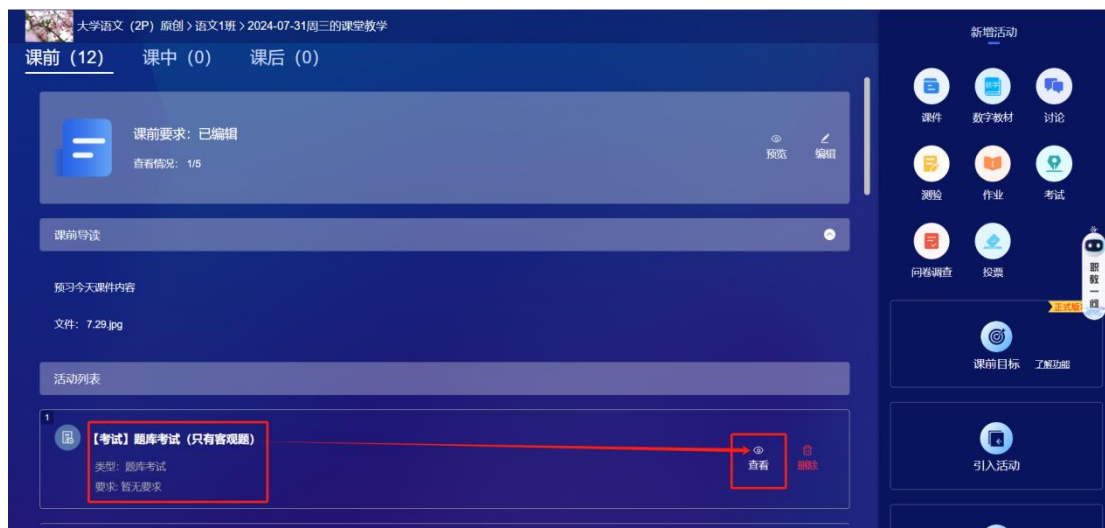 大学语文（2P）原创 > 语文1班 > 2024-07-31周三的课堂教学
课前（12） 课中（0） 课后（0）
课前要求：已编辑
查看情况：1/5
预览 编辑
课前导读
预习今天课件内容
文件：7.29.jpg
活动列表
1
【考试】题库考试（只有客观题）
类型：题库考试
要求: 暂无要求
查看 删除
新增活动
课件 数字教材 讨论
测验 作业 考试
问卷调查 投票
职教一问
课前目标 了解功能
引入活动